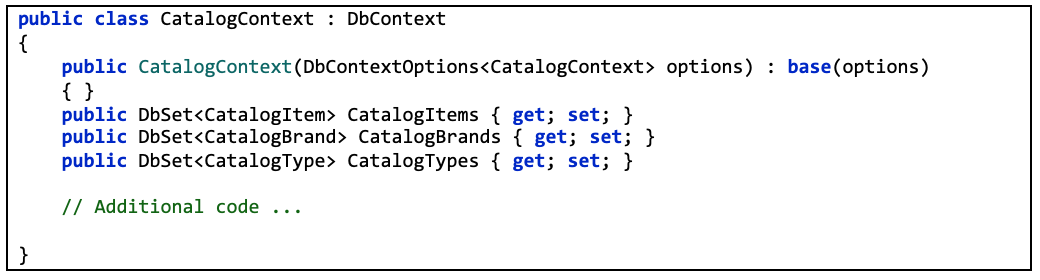 public class CatalogContext : DbContext
{
    public CatalogContext(DbContextOptions<CatalogContext> options) : base(options)
    { }
    public DbSet<CatalogItem> CatalogItems { get; set; }
    public DbSet<CatalogBrand> CatalogBrands { get; set; }
    public DbSet<CatalogType> CatalogTypes { get; set; }
    // Additional code ...
}